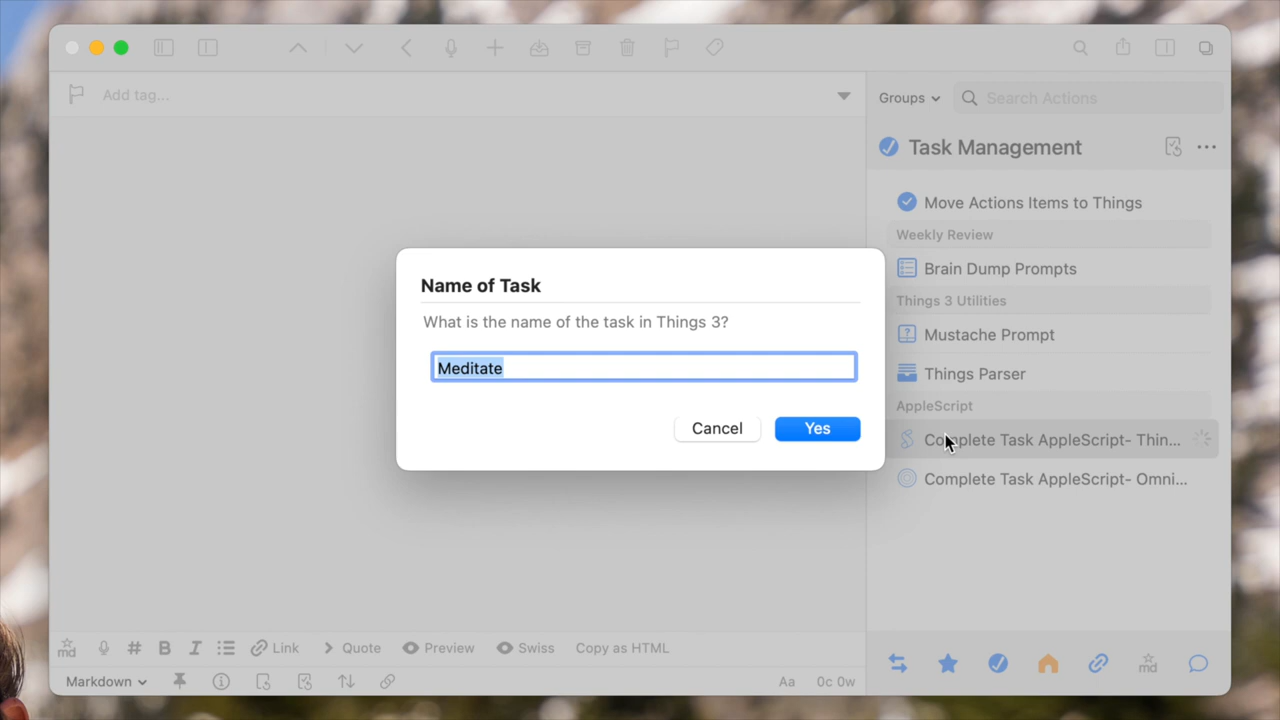 Add tag...
Groups
Search Actions
Task Management
Move Actions Items to Things
Weekly Review
Brain Dump Prompts
Things 3 Utilities
Mustache Prompt
Things Parser
AppleScript
Complete Task AppleScript- Thin...
Complete Task AppleScript- Omni...
Name of Task
What is the name of the task in Things 3?
Meditate
Cancel
Yes
md
B
I
Link
Quote
Preview
Swiss
Copy as HTML
md
Markdown
Aa
0c 0w